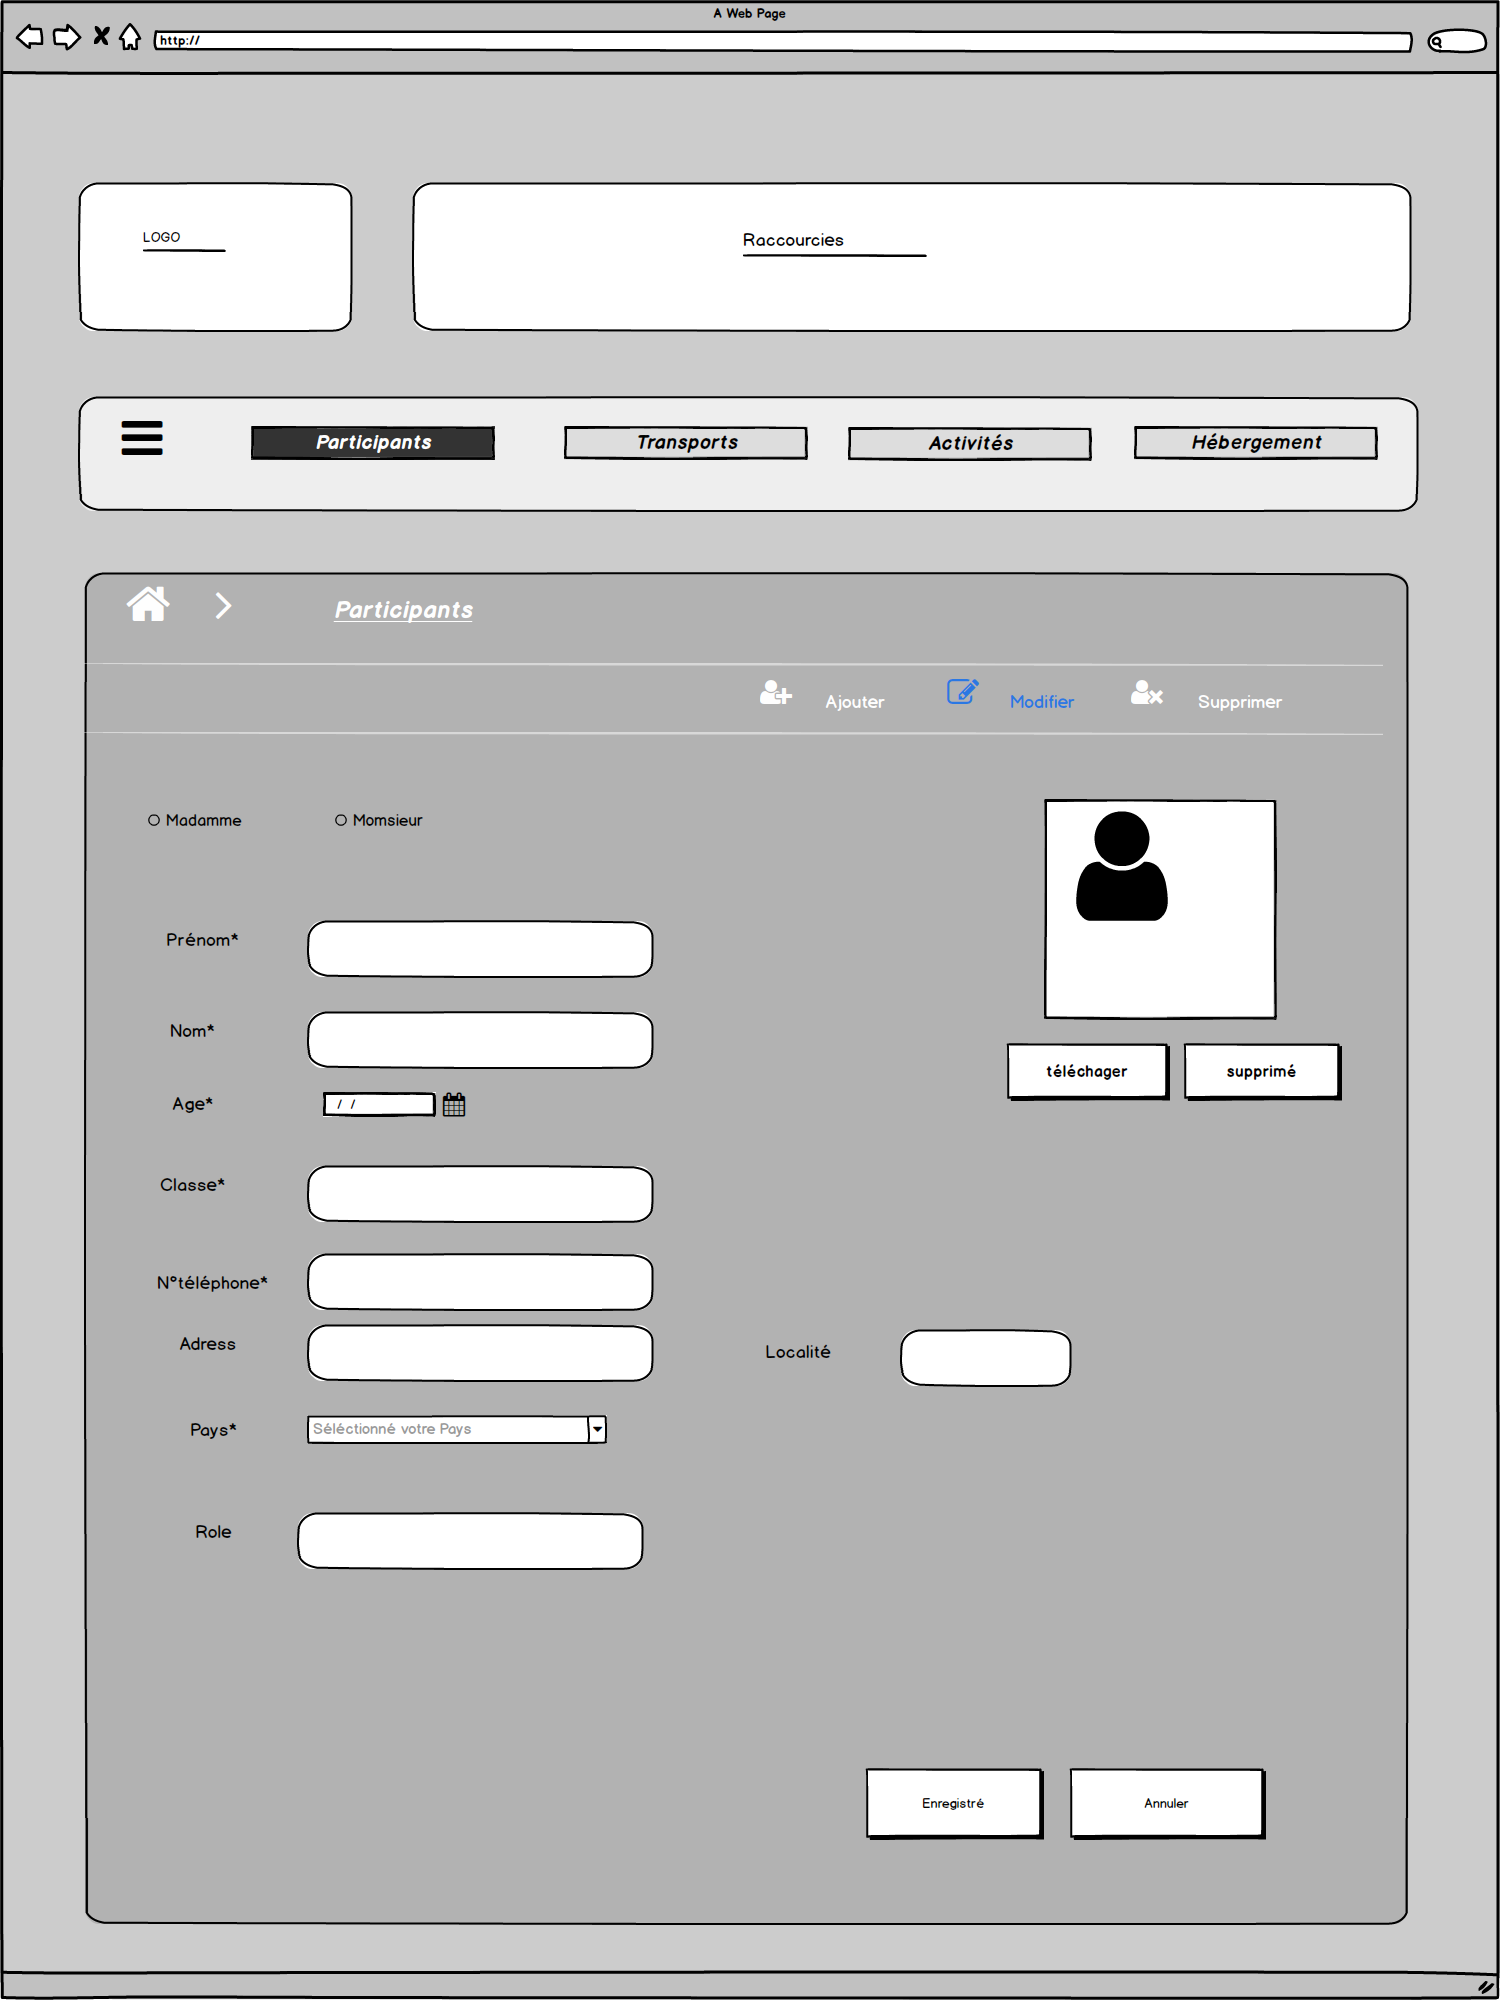 A Web Page
http://
LOGO
Raccourcies
Participants
Transports
Activités
Hébergement
Participants
Ajouter
Modifier
Supprimer
Madamme
Momsieur
Prénom*
Nom*
téléchager
supprimé
Age*
/ /
Classe*
N°téléphone*
Adress
Localité
Pays*
Séléctionné votre Pays
Role
Enregistré
Annuler